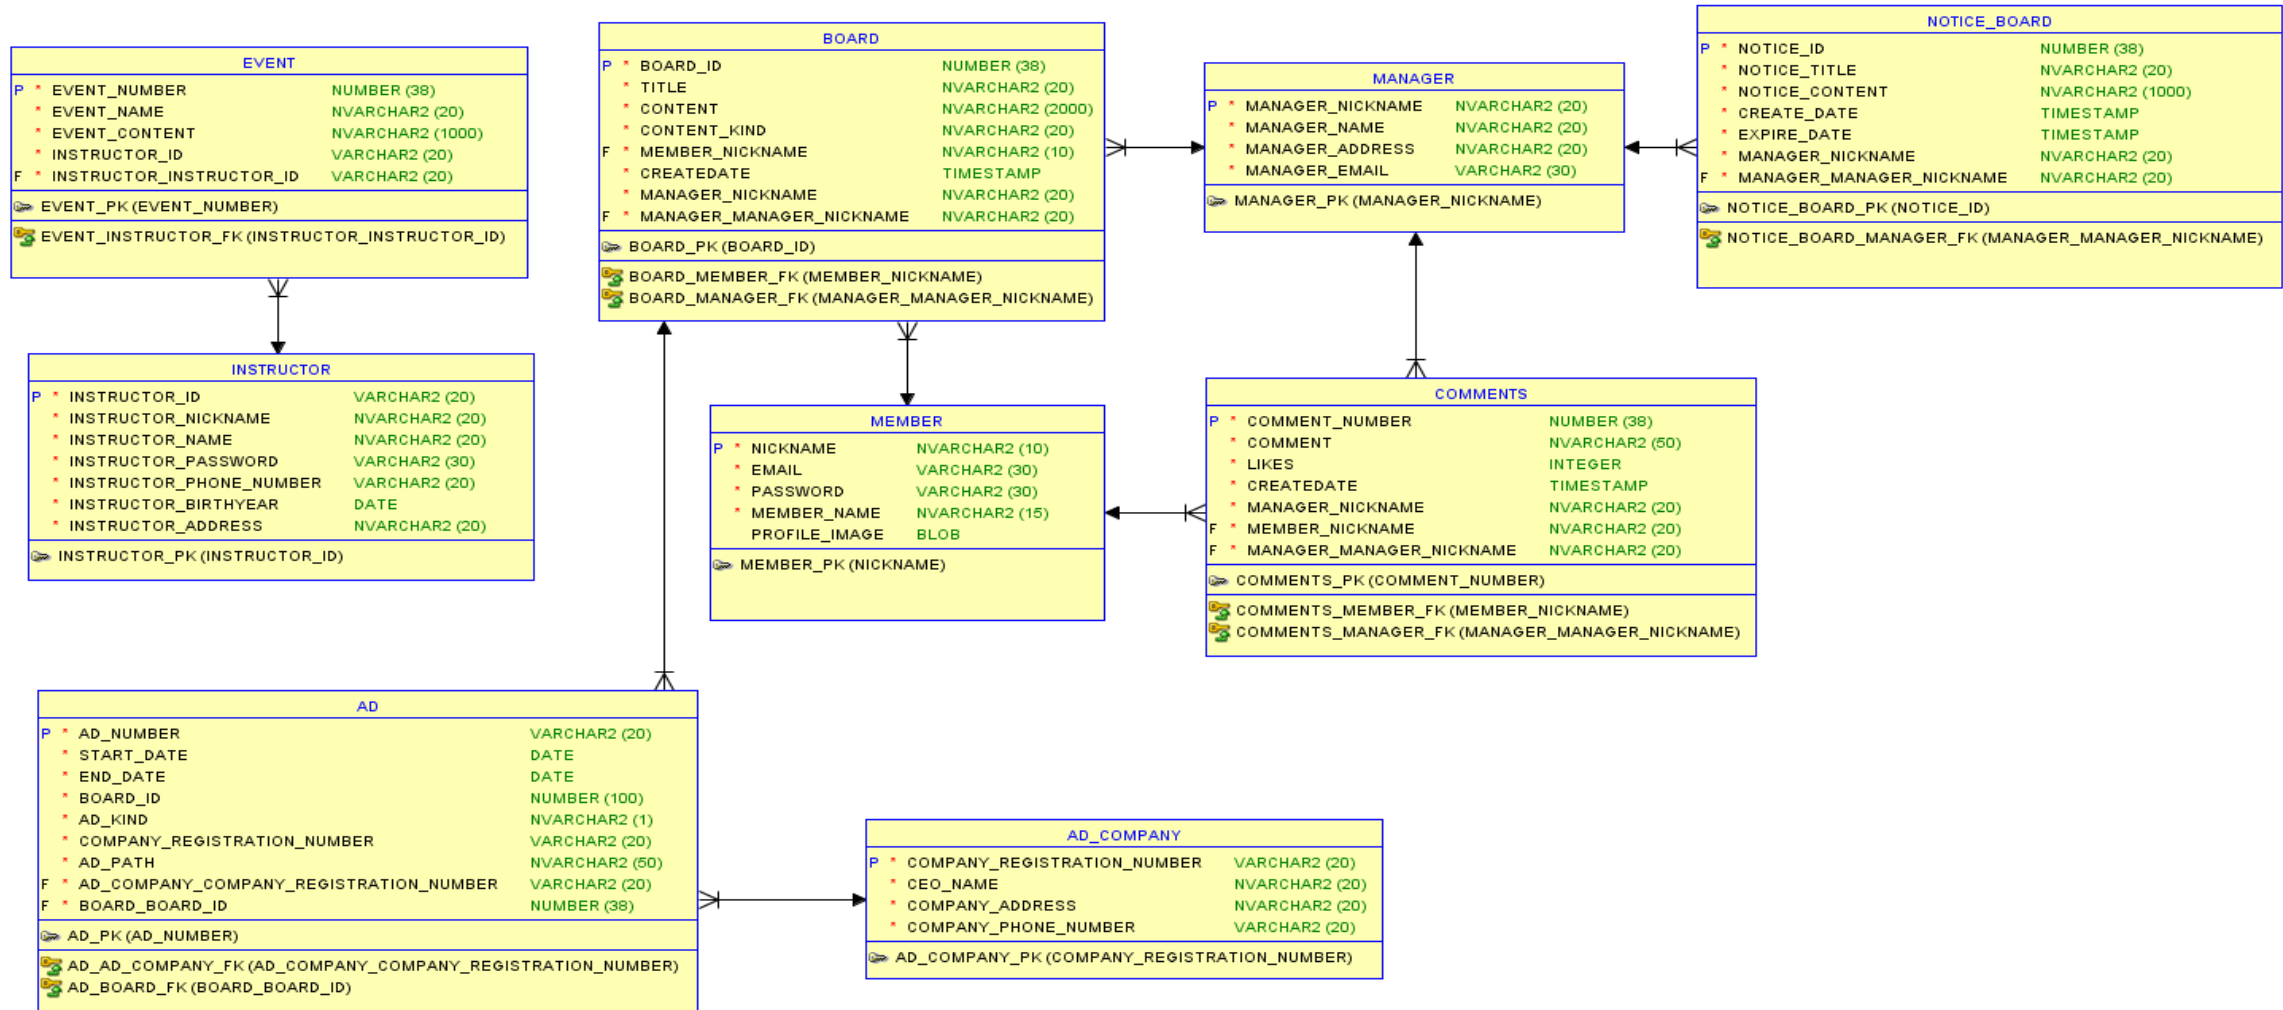 EVENT
P * EVENT_NUMBER NUMBER (38)
* EVENT_NAME NVARCHAR2 (20)
* EVENT_CONTENT NVARCHAR2 (1000)
* INSTRUCTOR_ID VARCHAR2 (20)
F * INSTRUCTOR_INSTRUCTOR_ID VARCHAR2 (20)
EVENT_PK (EVENT_NUMBER)
EVENT_INSTRUCTOR_FK (INSTRUCTOR_INSTRUCTOR_ID)
BOARD
P * BOARD_ID NUMBER (38)
* TITLE NVARCHAR2 (20)
* CONTENT NVARCHAR2 (2000)
* CONTENT_KIND NVARCHAR2 (20)
F * MEMBER_NICKNAME NVARCHAR2 (10)
* CREATEDATE TIMESTAMP
* MANAGER_NICKNAME NVARCHAR2 (20)
F * MANAGER_MANAGER_NICKNAME NVARCHAR2 (20)
BOARD_PK (BOARD_ID)
BOARD_MEMBER_FK (MEMBER_NICKNAME)
BOARD_MANAGER_FK (MANAGER_MANAGER_NICKNAME)
MANAGER
P * MANAGER_NICKNAME NVARCHAR2 (20)
* MANAGER_NAME NVARCHAR2 (20)
* MANAGER_ADDRESS NVARCHAR2 (20)
* MANAGER_EMAIL VARCHAR2 (30)
MANAGER_PK (MANAGER_NICKNAME)
NOTICE_BOARD
P * NOTICE_ID NUMBER (38)
* NOTICE_TITLE NVARCHAR2 (20)
* NOTICE_CONTENT NVARCHAR2 (1000)
* CREATE_DATE TIMESTAMP
* EXPIRE_DATE TIMESTAMP
* MANAGER_NICKNAME NVARCHAR2 (20)
F * MANAGER_MANAGER_NICKNAME NVARCHAR2 (20)
NOTICE_BOARD_PK (NOTICE_ID)
NOTICE_BOARD_MANAGER_FK (MANAGER_MANAGER_NICKNAME)
INSTRUCTOR
P * INSTRUCTOR_ID VARCHAR2 (20)
* INSTRUCTOR_NICKNAME NVARCHAR2 (20)
* INSTRUCTOR_NAME NVARCHAR2 (20)
* INSTRUCTOR_PASSWORD VARCHAR2 (30)
* INSTRUCTOR_PHONE_NUMBER VARCHAR2 (20)
* INSTRUCTOR_BIRTHYEAR DATE
* INSTRUCTOR_ADDRESS NVARCHAR2 (20)
INSTRUCTOR_PK (INSTRUCTOR_ID)
MEMBER
P * NICKNAME NVARCHAR2 (10)
* EMAIL VARCHAR2 (30)
* PASSWORD VARCHAR2 (30)
* MEMBER_NAME NVARCHAR2 (15)
PROFILE_IMAGE BLOB
MEMBER_PK (NICKNAME)
COMMENTS
P * COMMENT_NUMBER NUMBER (38)
* COMMENT NVARCHAR2 (50)
* LIKES INTEGER
* CREATEDATE TIMESTAMP
* MANAGER_NICKNAME NVARCHAR2 (20)
F * MEMBER_NICKNAME NVARCHAR2 (20)
F * MANAGER_MANAGER_NICKNAME NVARCHAR2 (20)
COMMENTS_PK (COMMENT_NUMBER)
COMMENTS_MEMBER_FK (MEMBER_NICKNAME)
COMMENTS_MANAGER_FK (MANAGER_MANAGER_NICKNAME)
AD
P * AD_NUMBER VARCHAR2 (20)
* START_DATE DATE
* END_DATE DATE
* BOARD_ID NUMBER (100)
* AD_KIND NVARCHAR2 (1)
* COMPANY_REGISTRATION_NUMBER VARCHAR2 (20)
* AD_PATH NVARCHAR2 (50)
F * AD_COMPANY_COMPANY_REGISTRATION_NUMBER VARCHAR2 (20)
F * BOARD_BOARD_ID NUMBER (38)
AD_PK (AD_NUMBER)
AD_AD_COMPANY_FK (AD_COMPANY_COMPANY_REGISTRATION_NUMBER)
AD_BOARD_FK (BOARD_BOARD_ID)
AD_COMPANY
P * COMPANY_REGISTRATION_NUMBER VARCHAR2 (20)
* CEO_NAME NVARCHAR2 (20)
* COMPANY_ADDRESS NVARCHAR2 (20)
* COMPANY_PHONE_NUMBER VARCHAR2 (20)
AD_COMPANY_PK (COMPANY_REGISTRATION_NUMBER)